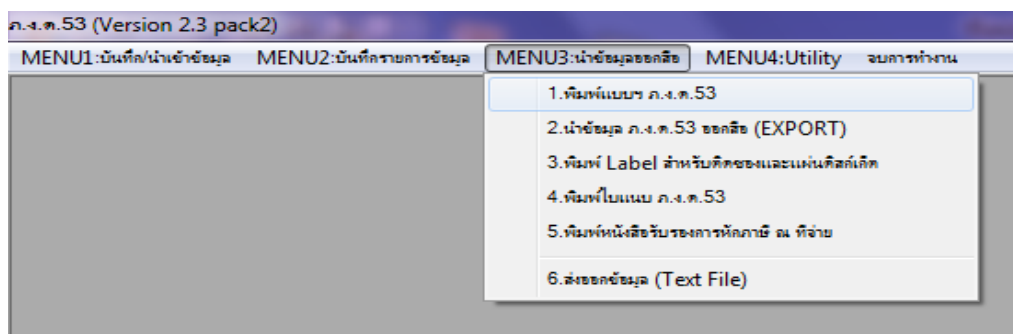 ภ.ง.ด.53 (Version 2.3 pack2)
MENU1:บันทึก/นำเข้าข้อมูล MENU2:บันทึกรายการข้อมูล MENU3:นำข้อมูลออกสื่อ MENU4:Utility จบการทำงาน
1.พิมพ์แบบฯ ภ.ง.ด.53
2.นำข้อมูล ภ.ง.ด.53 ออกสื่อ (EXPORT)
3.พิมพ์ Label สำหรับติดซองและแผ่นดิสก์เก็ต
4.พิมพ์ใบแนบ ภ.ง.ด.53
5.พิมพ์หนังสือรับรองการหักภาษี ณ ที่จ่าย
6.ส่งออกข้อมูล (Text File)